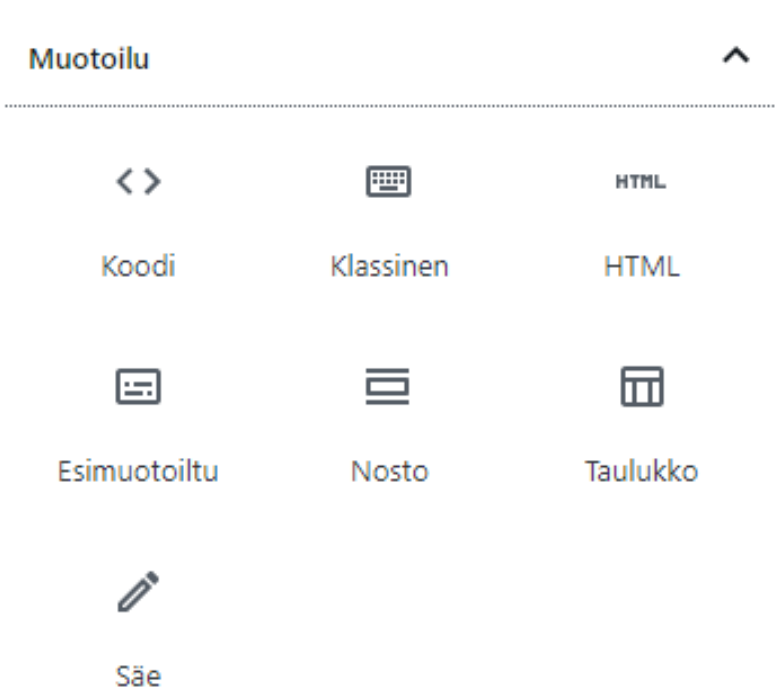 Muotoilu
HTML
Koodi Klassinen HTML
Esimuotoiltu Nosto Taulukko
Säe